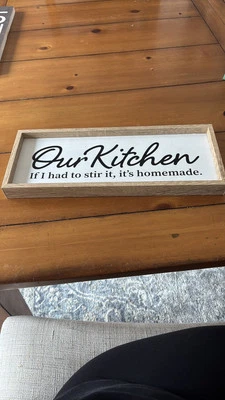 Our Kitchen
If I had to stir it, it's homemade.